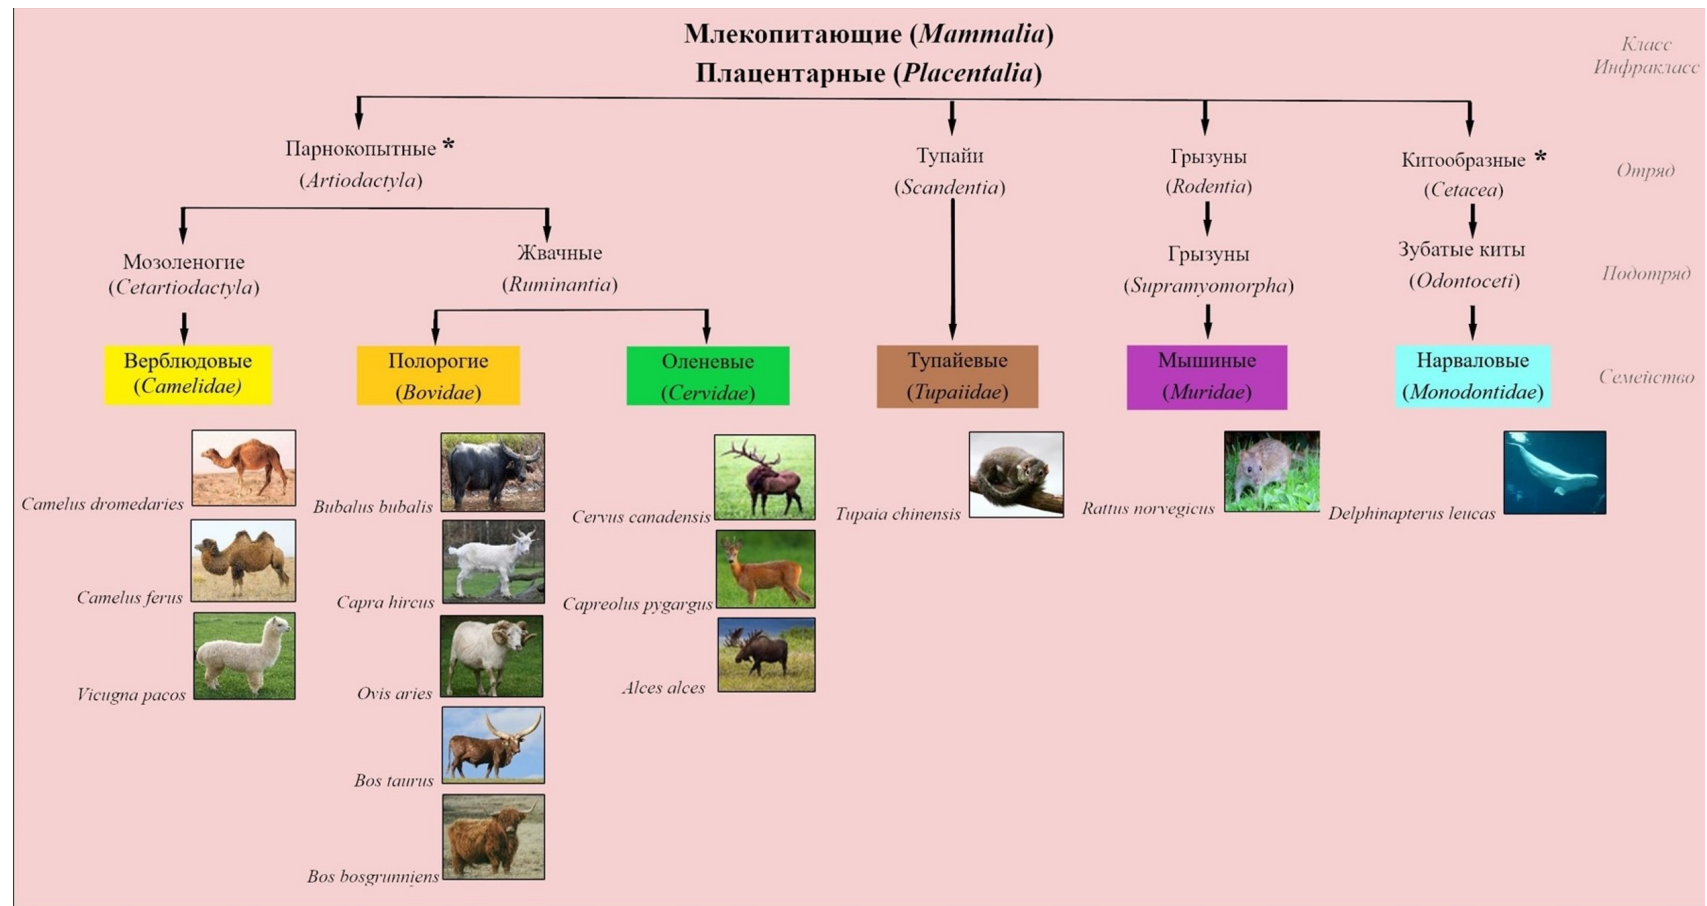 Млекопитающие (Mammalia)
Плацентарные (Placentalia)
Класс
Инфракласс
Парнокопытные *
(Artiodactyla)
Тупайи
(Scandentia)
Грызуны
(Rodentia)
Китообразные *
(Cetacea)
Отряд
Мозоленогие
(Cetartiodactyla)
Жвачные
(Ruminantia)
Грызуны
(Supramyomorpha)
Зубатые киты
(Odontoceti)
Подотряд
Верблюдовые
(Camelidae)
Полорогие
(Bovidae)
Оленевые
(Cervidae)
Тупайевые
(Tupaiidae)
Мышиные
(Muridae)
Нарваловые
(Monodontidae)
Семейство
Camelus dromedaries
Bubalus bubalis
Cervus canadensis
Tupaia chinensis
Rattus norvegicus
Delphinapterus leucas
Camelus ferus
Capra hircus
Capreolus pygargus
Vicugna pacos
Ovis aries
Alces alces
Bos taurus
Bos bosgrunnjens